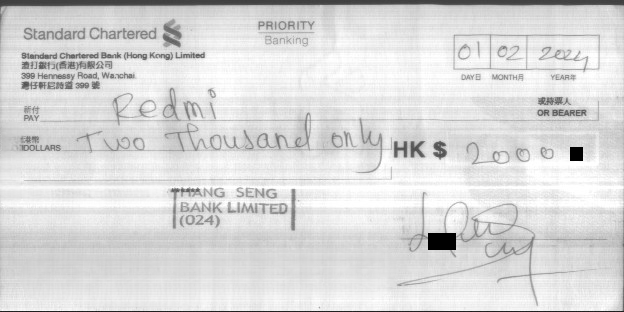 Standard Chartered
PRIORITY
Banking
Standard Chartered Bank (Hong Kong) Limited
渣打銀行(香港)有限公司
399 Hennessy Road, Wanchai
灣仔軒尼詩道 399 號
01 02 2024
DAY日 MONTH月 YEAR年
祈付
PAY Redmi
或持票人
OR BEARER
港幣
DOLLARS Two Thousand only
HK $ 2000
HANG SENG
BANK LIMITED
(024)